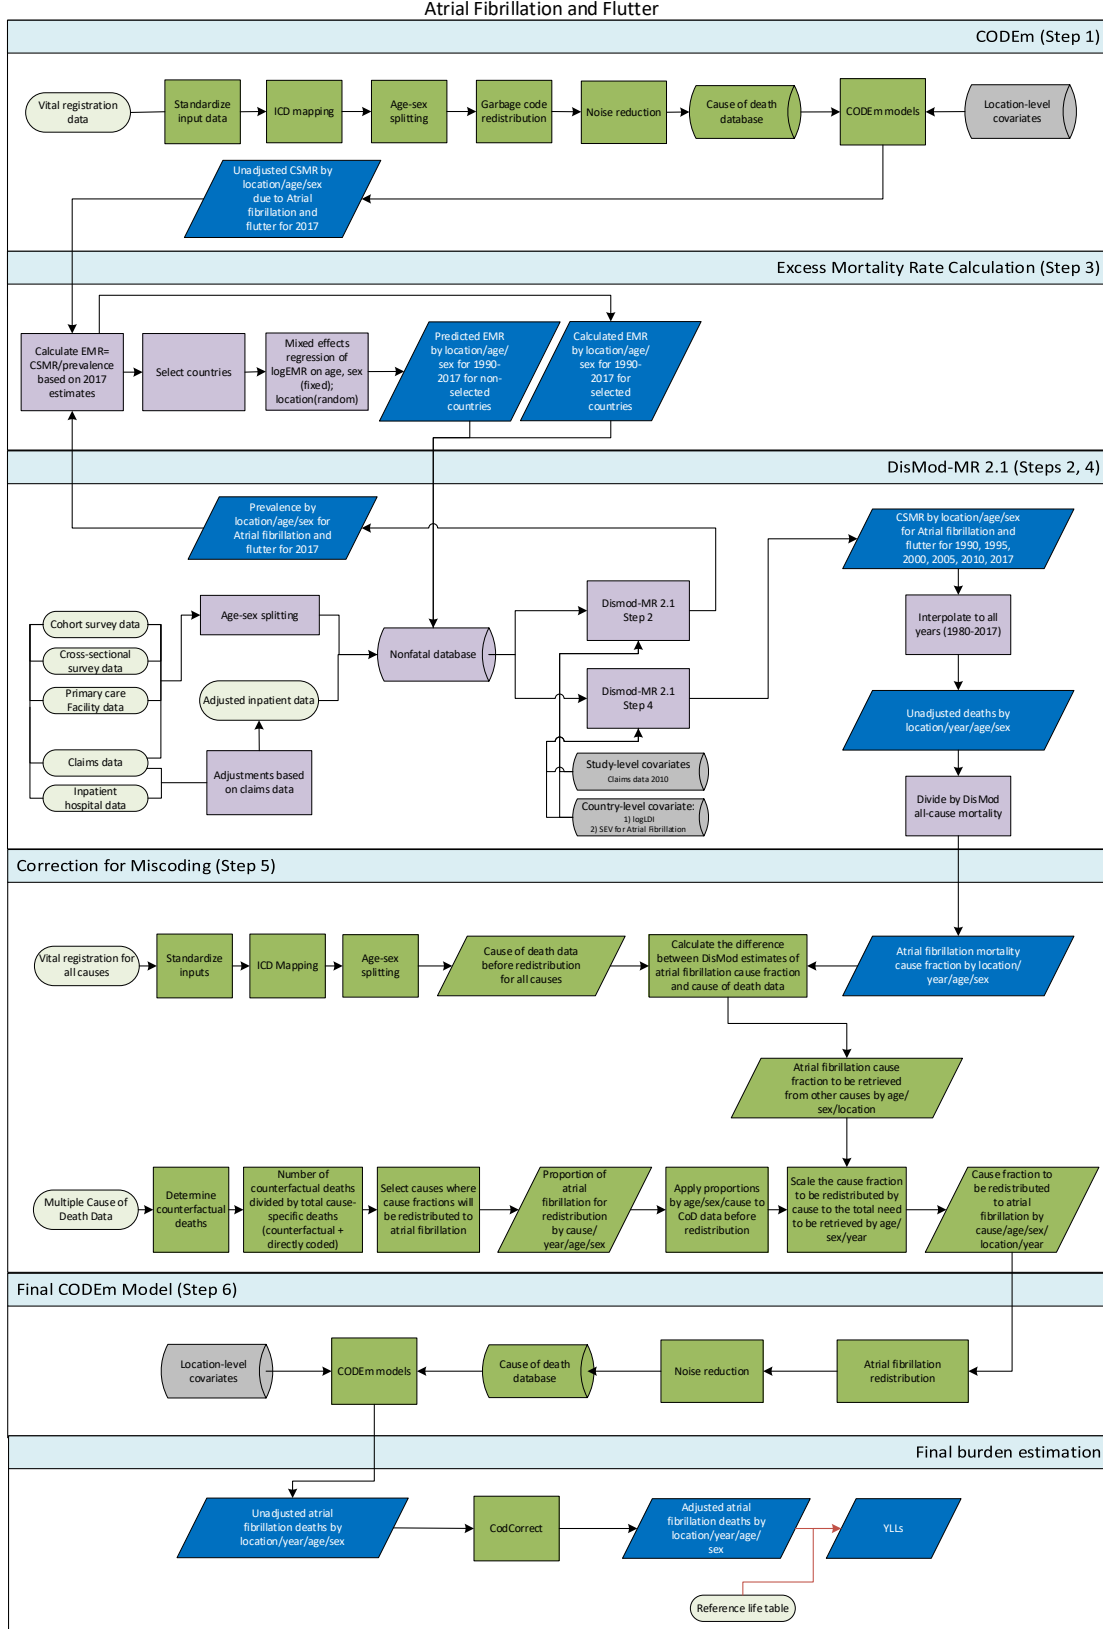 Atrial Fibrillation and Flutter
CODEm (Step 1)
Vital registration
data
Standardize
input data
ICD mapping
Age-sex
splitting
Garbage code
redistribution
Noise reduction
Cause of death
database
CODEm models
Location-level
covariates
Unadjusted CSMR by
location/age/sex
due to Atrial
fibrillation and
flutter for 2017
Excess Mortality Rate Calculation (Step 3)
Calculate EMR=
CSMR/prevalence
based on 2017
estimates
Select countries
Mixed effects
regression of
logEMR on age, sex
(fixed);
location(random)
Predicted EMR
by location/age/
sex for 1990-
2017 for non-
selected
countries
Calculated EMR
by location/age/
sex for 1990-
2017 for
selected
countries
DisMod-MR 2.1 (Steps 2, 4)
Prevalence by
location/age/sex for
Atrial fibrillation and
flutter for 2017
CSMR by location/age/sex
for Atrial fibrillation and
flutter for 1990, 1995,
2000, 2005, 2010, 2017
Cohort survey data
Cross-sectional
survey data
Primary care
Facility data
Claims data
Inpatient
hospital data
Age-sex splitting
Adjusted inpatient data
Adjustments based
on claims data
Nonfatal database
Dismod-MR 2.1
Step 2
Dismod-MR 2.1
Step 4
Study-level covariates
Claims data 2010
Country-level covariate:
1) logLDI
2) SEV for Atrial Fibrillation
Interpolate to all
years (1980-2017)
Unadjusted deaths by
location/year/age/sex
Divide by DisMod
all-cause mortality
Correction for Miscoding (Step 5)
Vital registration for
all causes
Standardize
inputs
ICD Mapping
Age-sex
splitting
Cause of death data
before redistribution
for all causes
Calculate the difference
between DisMod estimates of
atrial fibrillation cause fraction
and cause of death data
Atrial fibrillation mortality
cause fraction by location/
year/age/sex
Atrial fibrillation cause
fraction to be retrieved
from other causes by age/
sex/location
Multiple Cause of
Death Data
Determine
counterfactual
deaths
Number of
counterfactual deaths
divided by total cause-
specific deaths
(counterfactual +
directly coded)
Select causes where
cause fractions will
be redistributed to
atrial fibrillation
Proportion of
atrial
fibrillation for
redistribution
by cause/
year/age/sex
Apply proportions
by age/sex/cause to
CoD data before
redistribution
Scale the cause fraction
to be redistributed by
cause to the total need
to be retrieved by age/
sex/year
Cause fraction to
be redistributed
to atrial
fibrillation by
cause/age/sex/
location/year
Final CODEm Model (Step 6)
Location-level
covariates
CODEm models
Cause of death
database
Noise reduction
Atrial fibrillation
redistribution
Final burden estimation
Unadjusted atrial
fibrillation deaths by
location/year/age/sex
CodCorrect
Adjusted atrial
fibrillation deaths by
location/year/age/
sex
YLLs
Reference life table